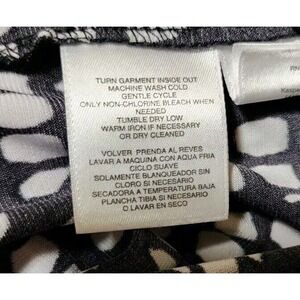 TURN GARMENT INSIDE OUT
MACHINE WASH COLD
GENTLE CYCLE
ONLY NON-CHLORINE BLEACH WHEN
NEEDED
TUMBLE DRY LOW
WARM IRON IF NECESSARY
OR DRY CLEANED
VOLVER PRENDA AL REVES
LAVAR A MAQUINA CON AQUA FRIA
CICLO SUAVE
SOLAMENTE BLANQUEADOR SIN
CLORO SI NECESARIO
SECADORA A TEMPERATURA BAJA
PLANCHA TIBIA SI NECESARIO
O LAVAR EN SECO